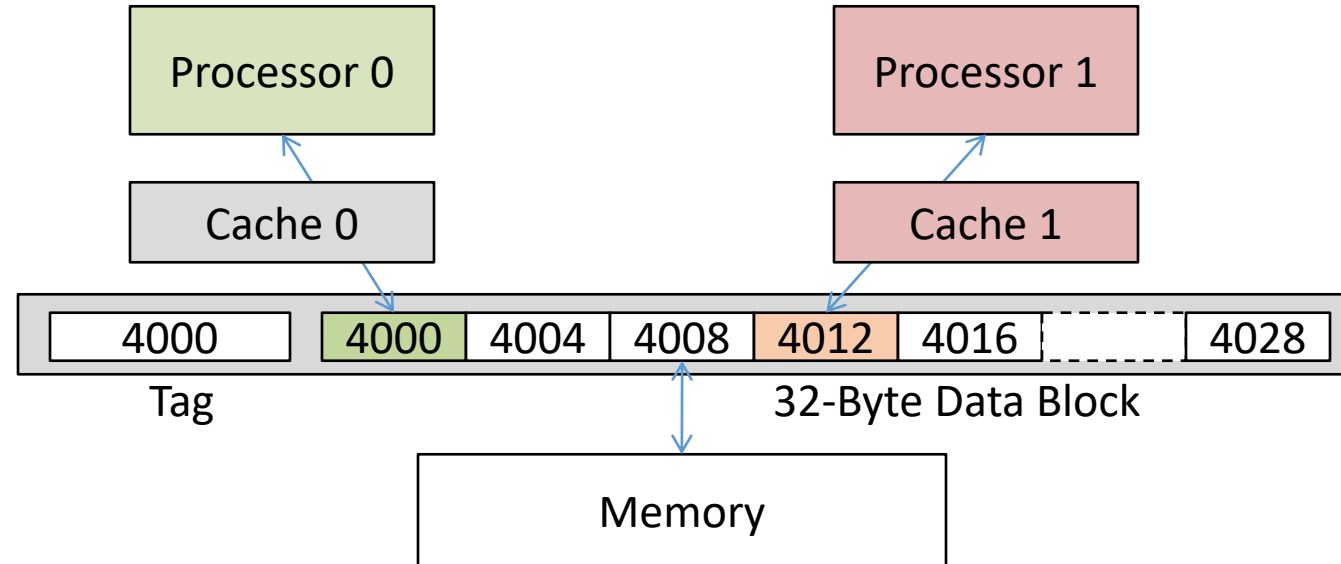 Processor 0
Processor 1
Cache 0
Cache 1
4000 4000 4004 4008 4012 4016 4028
Tag 32-Byte Data Block
Memory